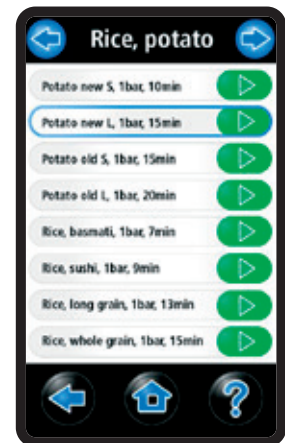 Rice, potato
Potato new S, 1bar, 10min
Potato new L, 1bar, 15min
Potato old S, 1bar, 15min
Potato old L, 1bar, 20min
Rice, basmati, 1bar, 7min
Rice, sushi, 1bar, 9min
Rice, long grain, 1bar, 13min
Rice, whole grain, 1bar, 15min
?